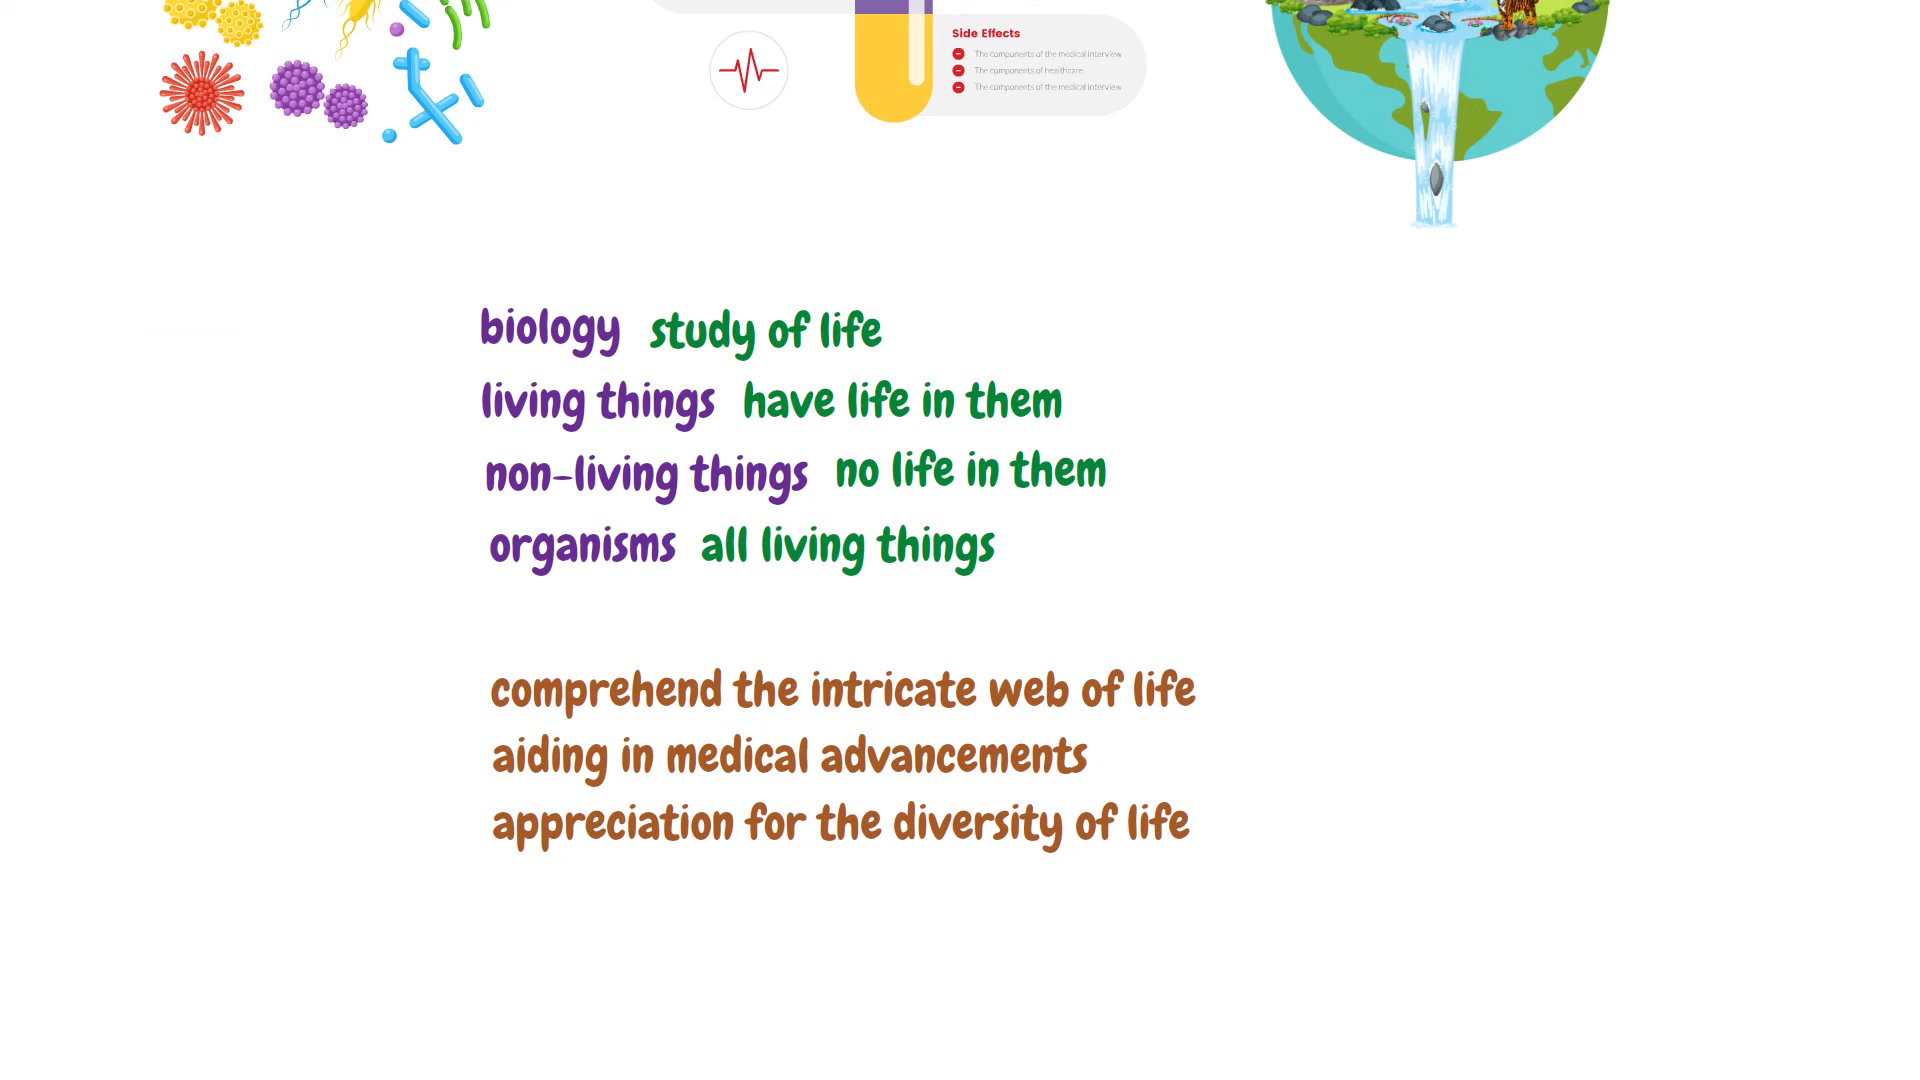 Side Effects
The components of the medical interview
The components of healthcare
The components of the medical interview
biology study of life
living things have life in them
non-living things no life in them
organisms all living things
comprehend the intricate web of life
aiding in medical advancements
appreciation for the diversity of life